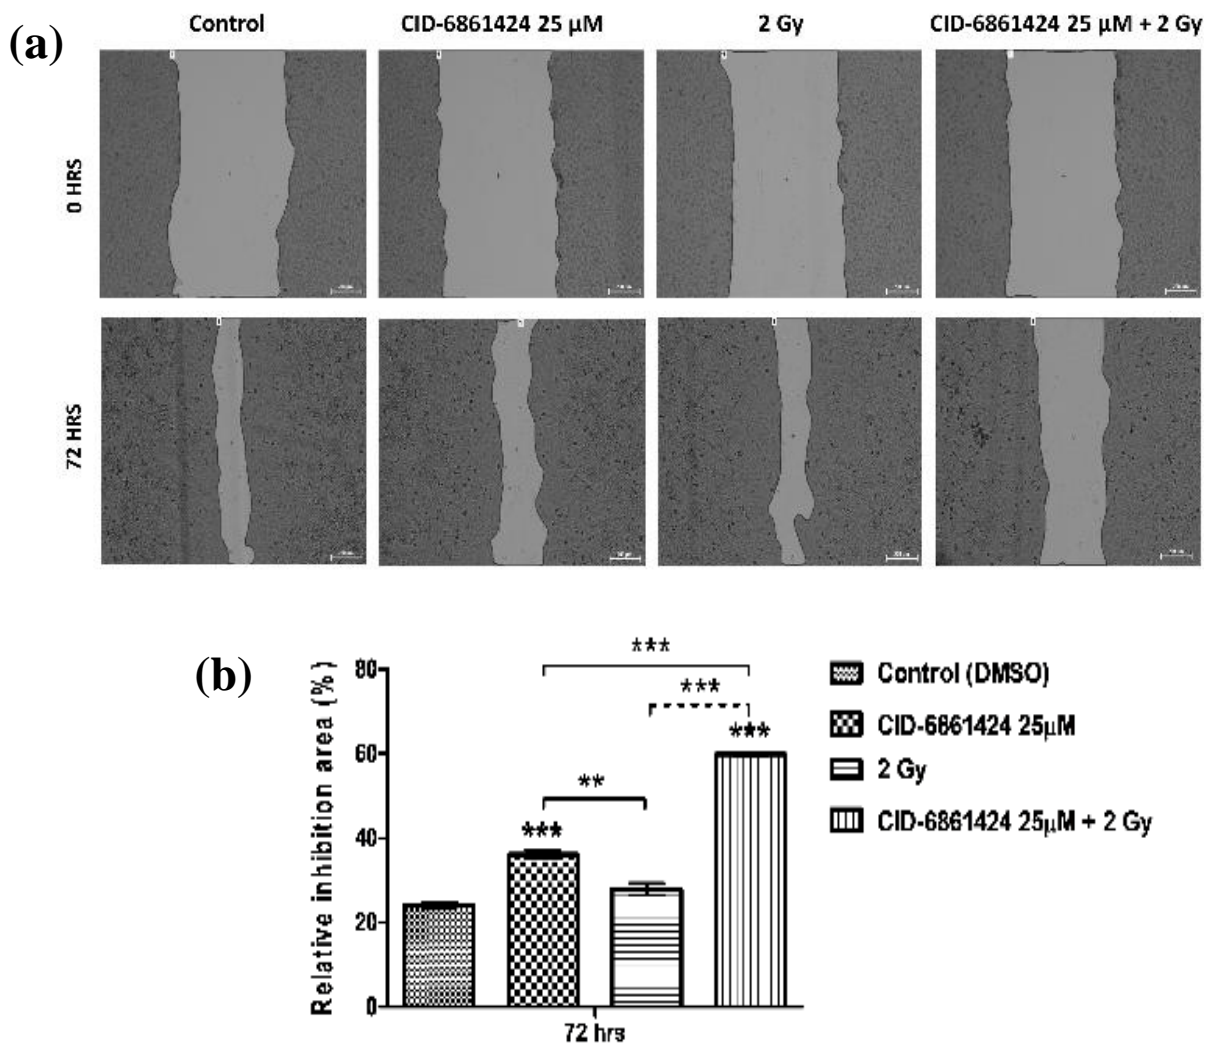 (a)
Control
CID-6861424 25 μM
2 Gy
CID-6861424 25 μM + 2 Gy
0 HRS
72 HRS
(b)
Relative inhibition area (%)
80
60
40
20
0
***
***
***
**
***
72 hrs
Control (DMSO)
CID-6861424 25μM
2 Gy
CID-6861424 25μM + 2 Gy